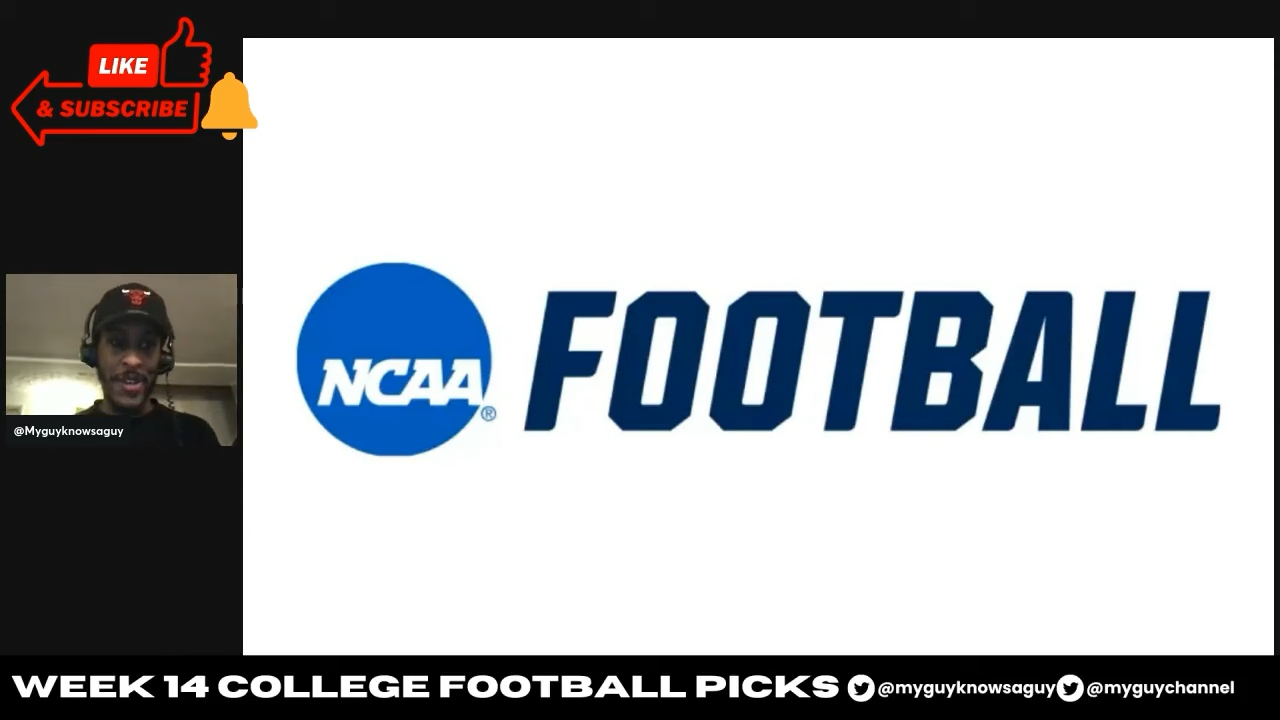 LIKE
& SUBSCRIBE
NCAA® FOOTBALL
@Myguyknowsaguy
WEEK 14 COLLEGE FOOTBALL PICKS @myguyknowsaguy @myguychannel